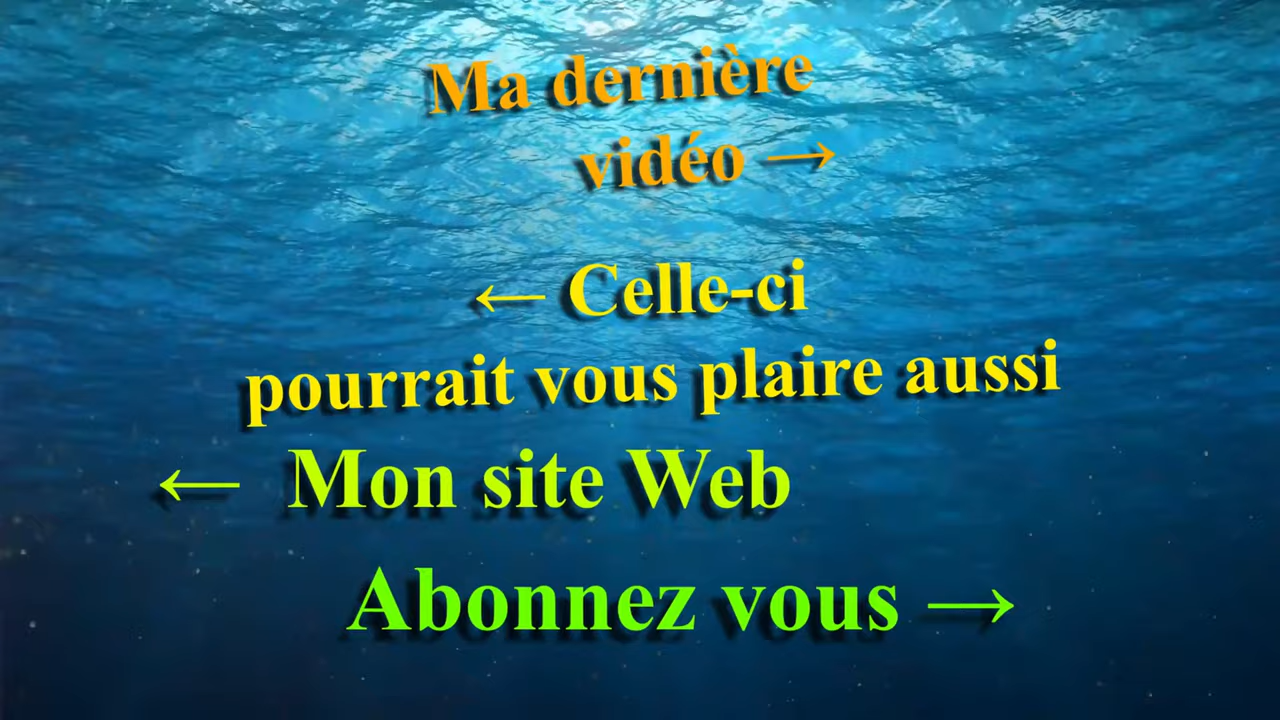 Ma dernière
vidéo →
← Celle-ci
pourrait vous plaire aussi
← Mon site Web
Abonnez vous →